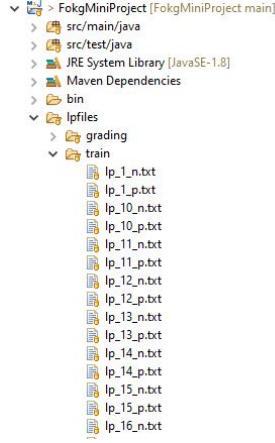 > FokgMiniProject [FokgMiniProject main]
src/main/java
src/test/java
JRE System Library [JavaSE-1.8]
Maven Dependencies
bin
lpfiles
grading
train
lp_1_n.txt
lp_1_p.txt
lp_10_n.txt
lp_10_p.txt
lp_11_n.txt
lp_11_p.txt
lp_12_n.txt
lp_12_p.txt
lp_13_n.txt
lp_13_p.txt
lp_14_n.txt
lp_14_p.txt
lp_15_n.txt
lp_15_p.txt
lp_16_n.txt